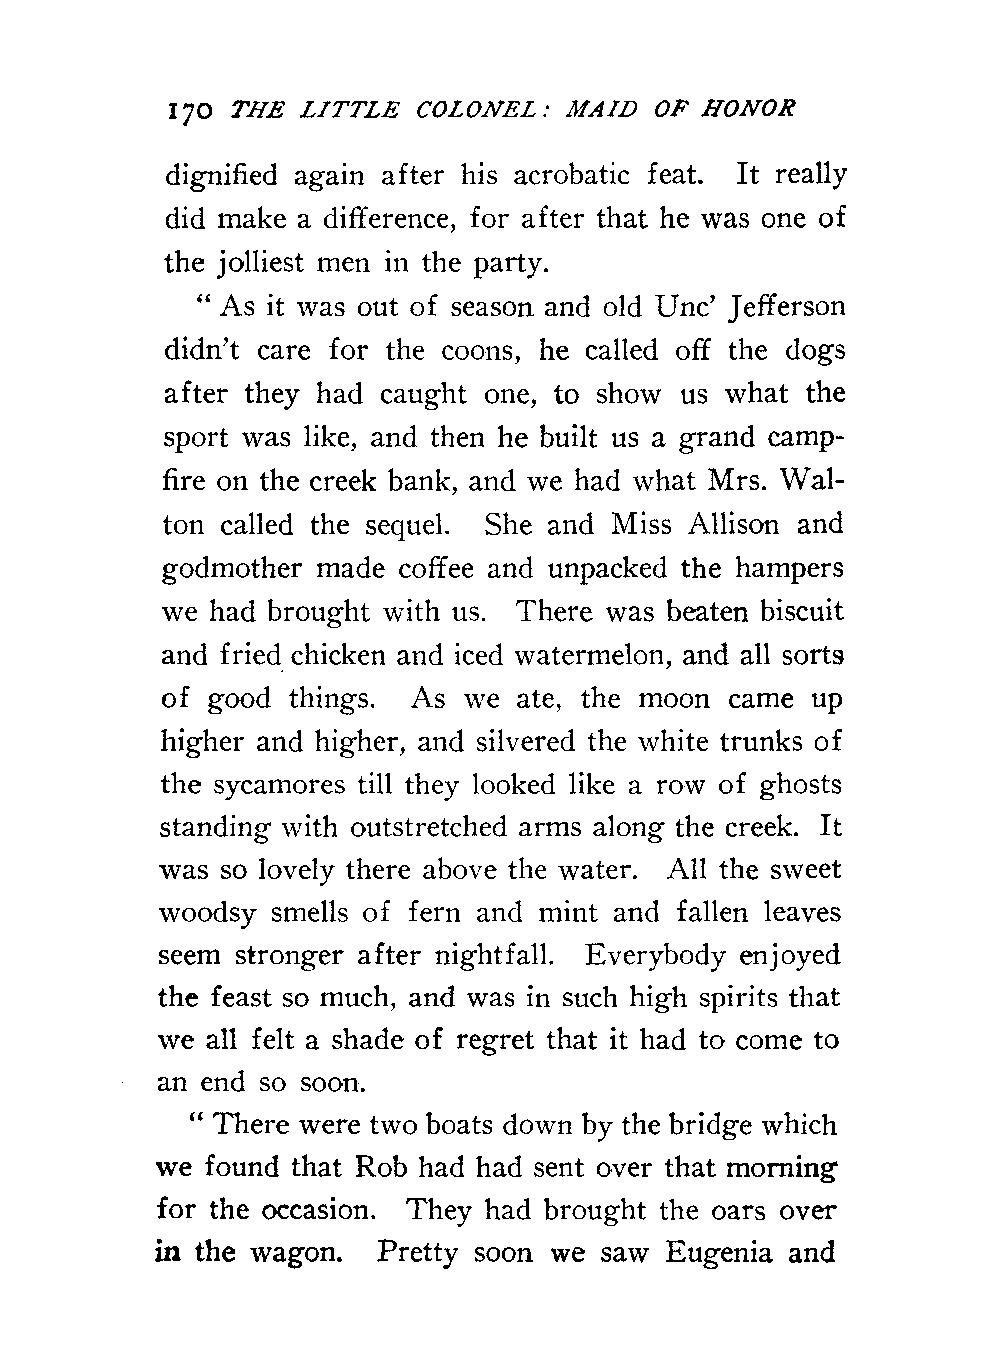 170 THE LITTLE COLONEL: MAID OF HONOR
dignified again after his acrobatic feat. It really
did make a difference, for after that he was one of
the jolliest men in the party.
“ As it was out of season and old Unc’ Jefferson
didn’t care for the coons, he called off the dogs
after they had caught one, to show us what the
sport was like, and then he built us a grand camp-
fire on the creek bank, and we had what Mrs. Wal-
ton called the sequel. She and Miss Allison and
godmother made coffee and unpacked the hampers
we had brought with us. There was beaten biscuit
and fried chicken and iced watermelon, and all sorts
of good things. As we ate, the moon came up
higher and higher, and silvered the white trunks of
the sycamores till they looked like a row of ghosts
standing with outstretched arms along the creek. It
was so lovely there above the water. All the sweet
woodsy smells of fern and mint and fallen leaves
seem stronger after nightfall. Everybody enjoyed
the feast so much, and was in such high spirits that
we all felt a shade of regret that it had to come to
an end so soon.
“ There were two boats down by the bridge which
we found that Rob had had sent over that morning
for the occasion. They had brought the oars over
in the wagon. Pretty soon we saw Eugenia and